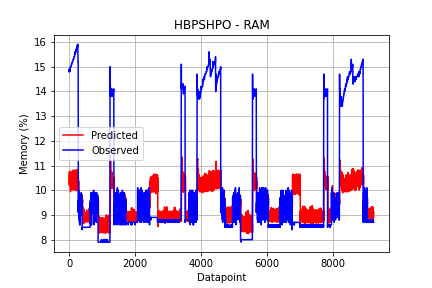 HBPSHPO - RAM
16
15
14
13
12
11
10
9
8
Memory (%)
Predicted
Observed
0 2000 4000 6000 8000
Datapoint